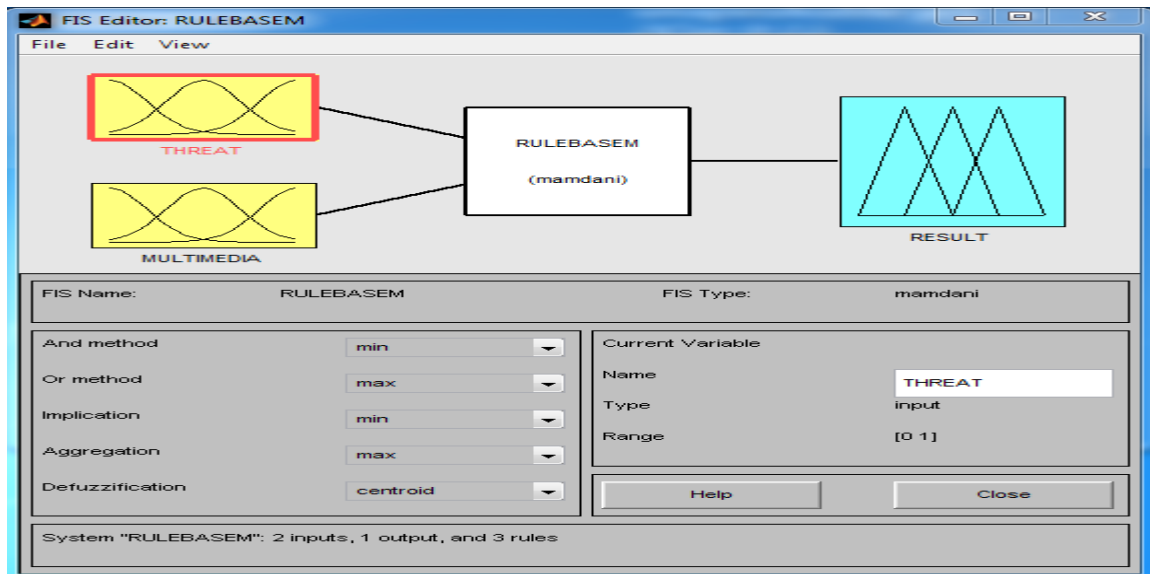 FIS Editor: RULEBASEM
File Edit View
THREAT
MULTIMEDIA
RULEBASEM
(mamdani)
RESULT
FIS Name: RULEBASEM FIS Type: mamdani
And method min
Or method max
Implication min
Aggregation max
Defuzzification centroid
Current Variable
Name THREAT
Type input
Range [0 1]
Help Close
System "RULEBASEM": 2 inputs, 1 output, and 3 rules